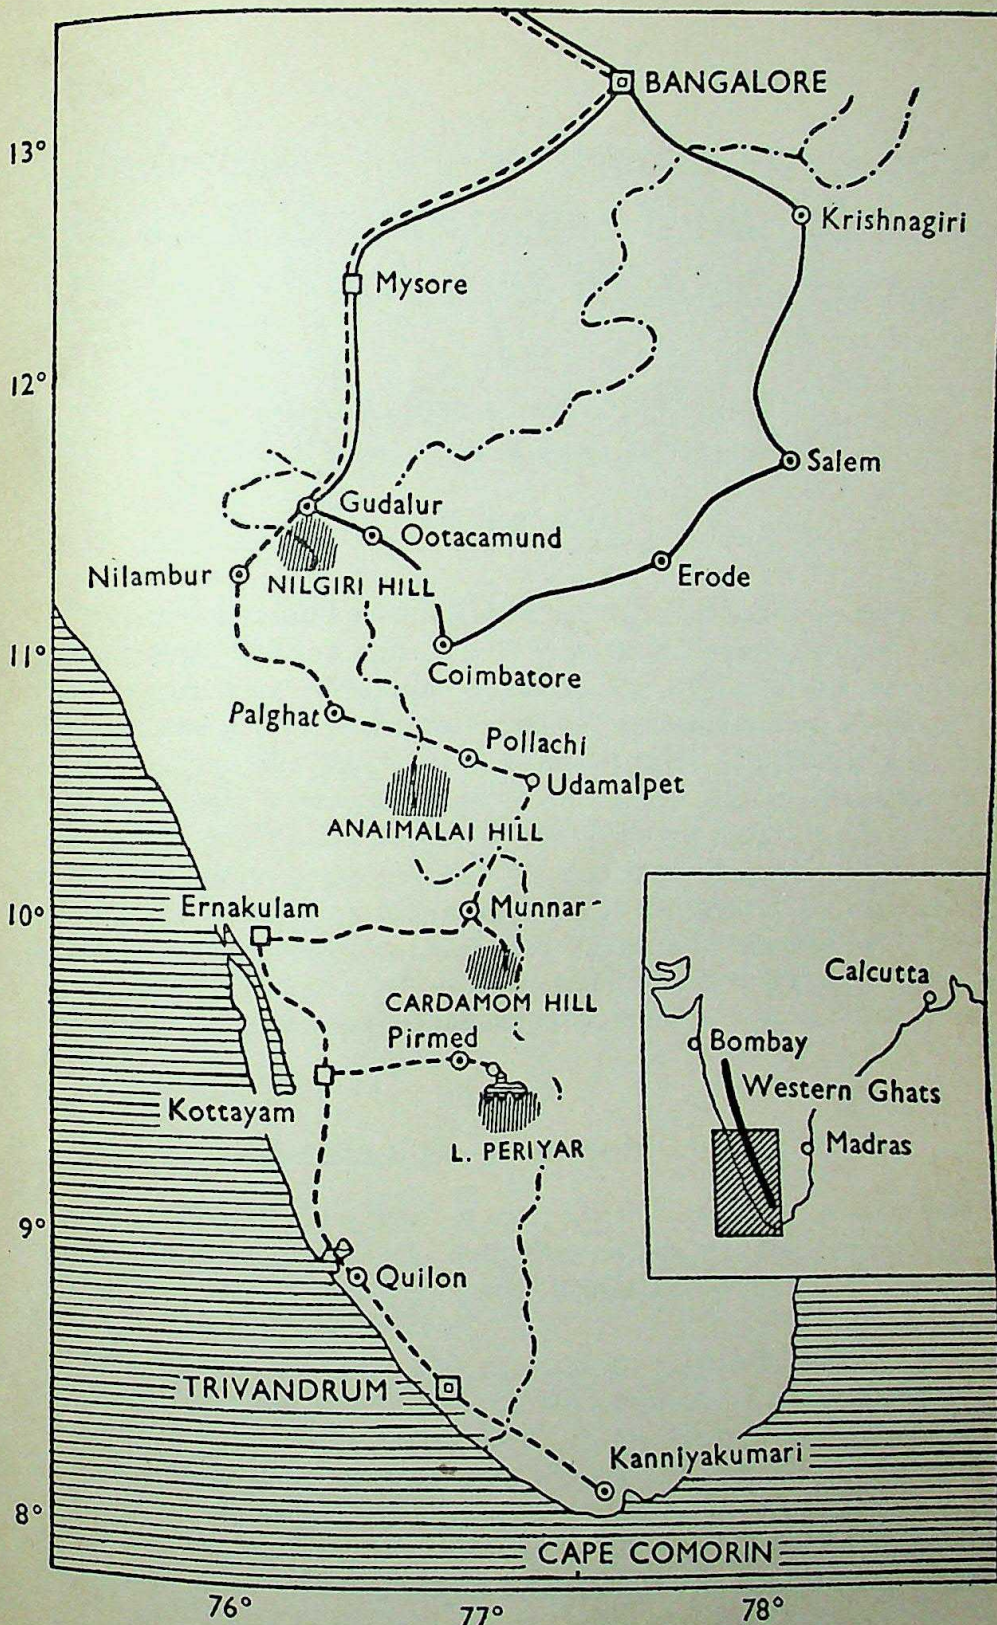 BANGALORE
13°
Krishnagiri
Mysore
12°
Salem
Gudalur
Ootacamund
Nilambur
NILGIRI HILL
Erode
11°
Coimbatore
Palghat
Pollachi
Udamalpet
ANAIMALAI HILL
10°
Ernakulam
Munnar
CARDAMOM HILL
Pirmed
Kottayam
L. PERIYAR
Calcutta
Bombay
Western Ghats
Madras
9°
Quilon
TRIVANDRUM
Kanniyakumari
8°
CAPE COMORIN
76°
77°
78°